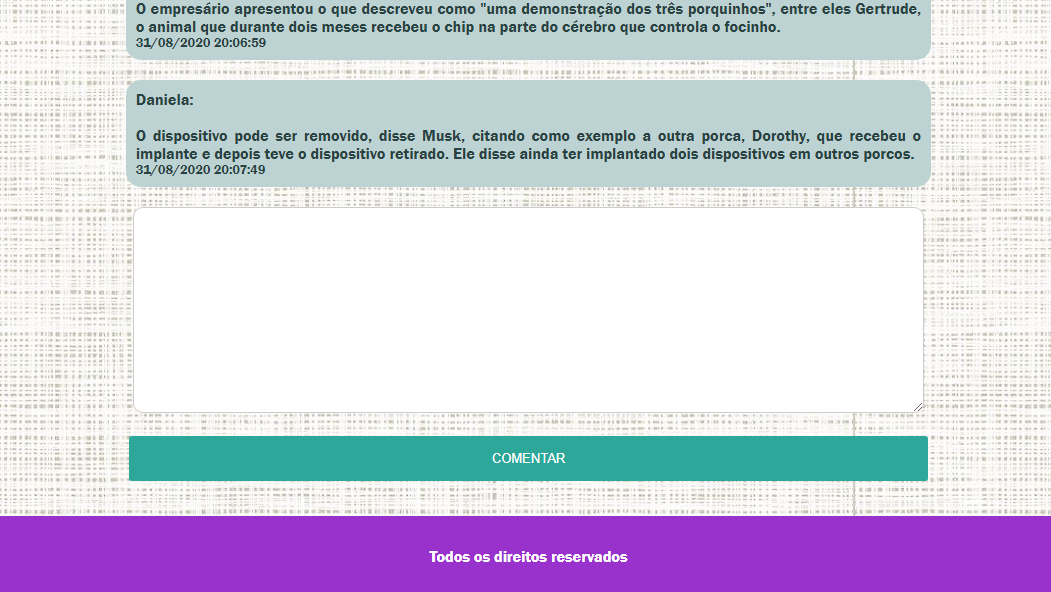 O empresário apresentou o que descreveu como "uma demonstração dos três porquinhos", entre eles Gertrude,
o animal que durante dois meses recebeu o chip na parte do cérebro que controla o focinho.
31/08/2020 20:06:59
Daniela:
O dispositivo pode ser removido, disse Musk, citando como exemplo a outra porca, Dorothy, que recebeu o
implante e depois teve o dispositivo retirado. Ele disse ainda ter implantado dois dispositivos em outros porcos.
31/08/2020 20:07:49
COMENTAR
Todos os direitos reservados